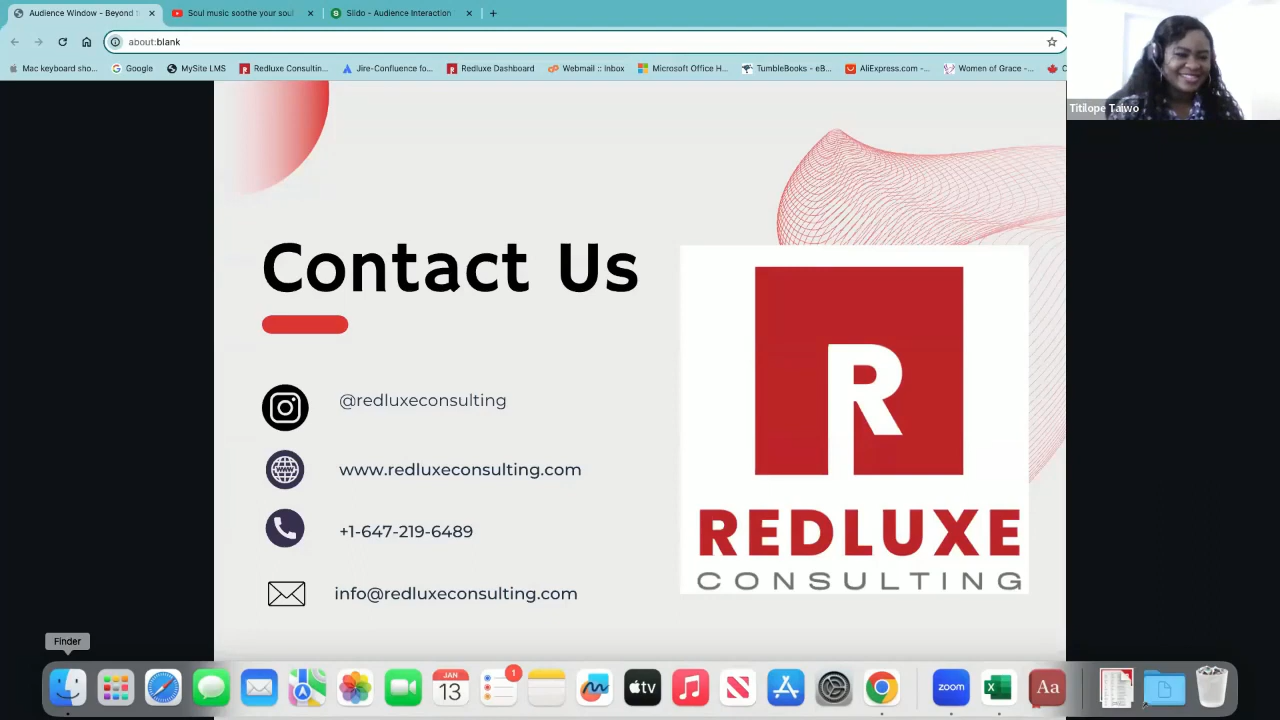 Audience Window - Beyond t
Soul music soothe your soul
Slido - Audience Interaction
about:blank
Mac keyboard sho...
Google
MySite LMS
Redluxe Consultin...
Jire-Confluence fo...
Redluxe Dashboard
Webmail :: Inbox
Microsoft Office H...
TumbleBooks - eB...
AliExpress.com -...
Women of Grace -...
Titilope Taiwo
Contact Us
@redluxeconsulting
www.redluxeconsulting.com
+1-647-219-6489
info@redluxeconsulting.com
R
REDLUXE
CONSULTING
Finder
JAN
13
1
tv
zoom
Aa